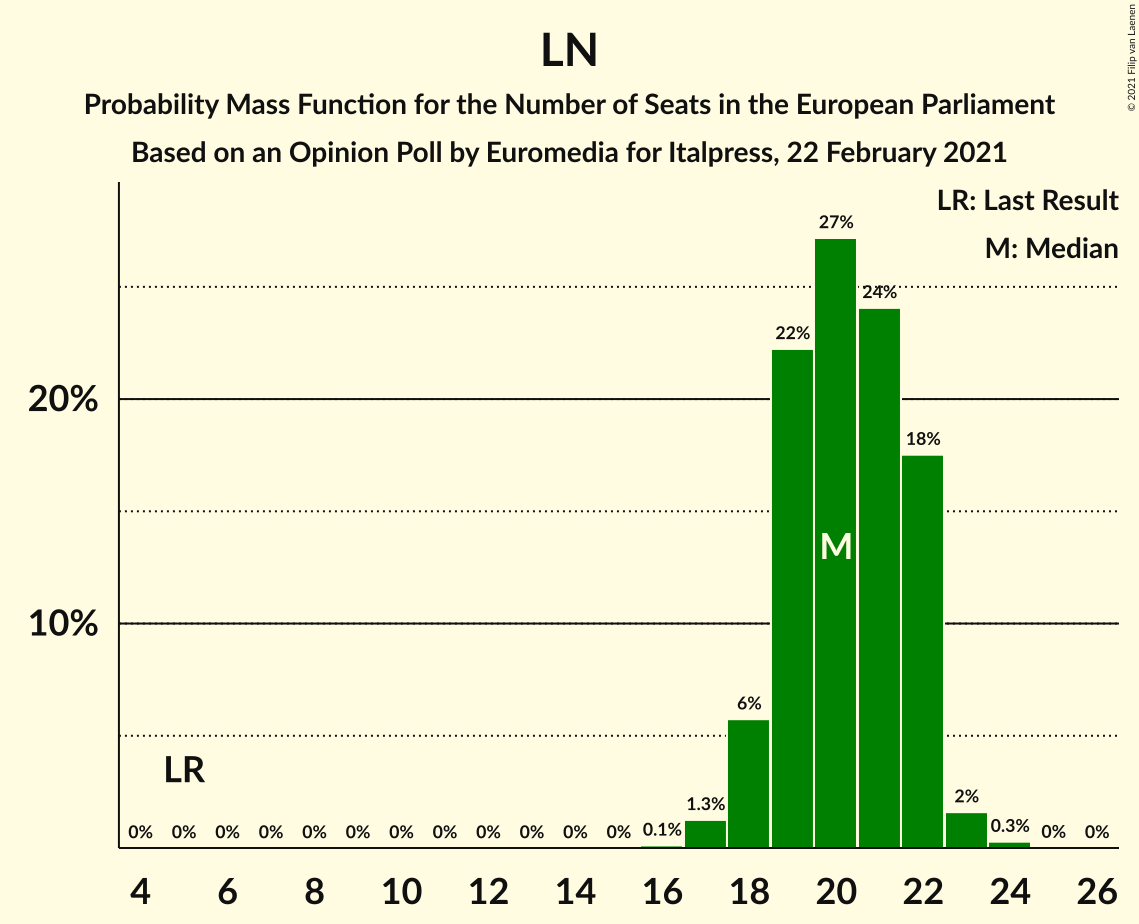 LN
Probability Mass Function for the Number of Seats in the European Parliament
Based on an Opinion Poll by Euromedia for Italpress, 22 February 2021
© 2021 Filip van Laenen
LR: Last Result
M: Median
27%
24%
22%
20%
18%
M
10%
6%
LR
2%
1.3%
0% 0% 0% 0% 0% 0% 0% 0% 0% 0% 0% 0% 0.1% 0.3% 0% 0%
4 6 8 10 12 14 16 18 20 22 24 26